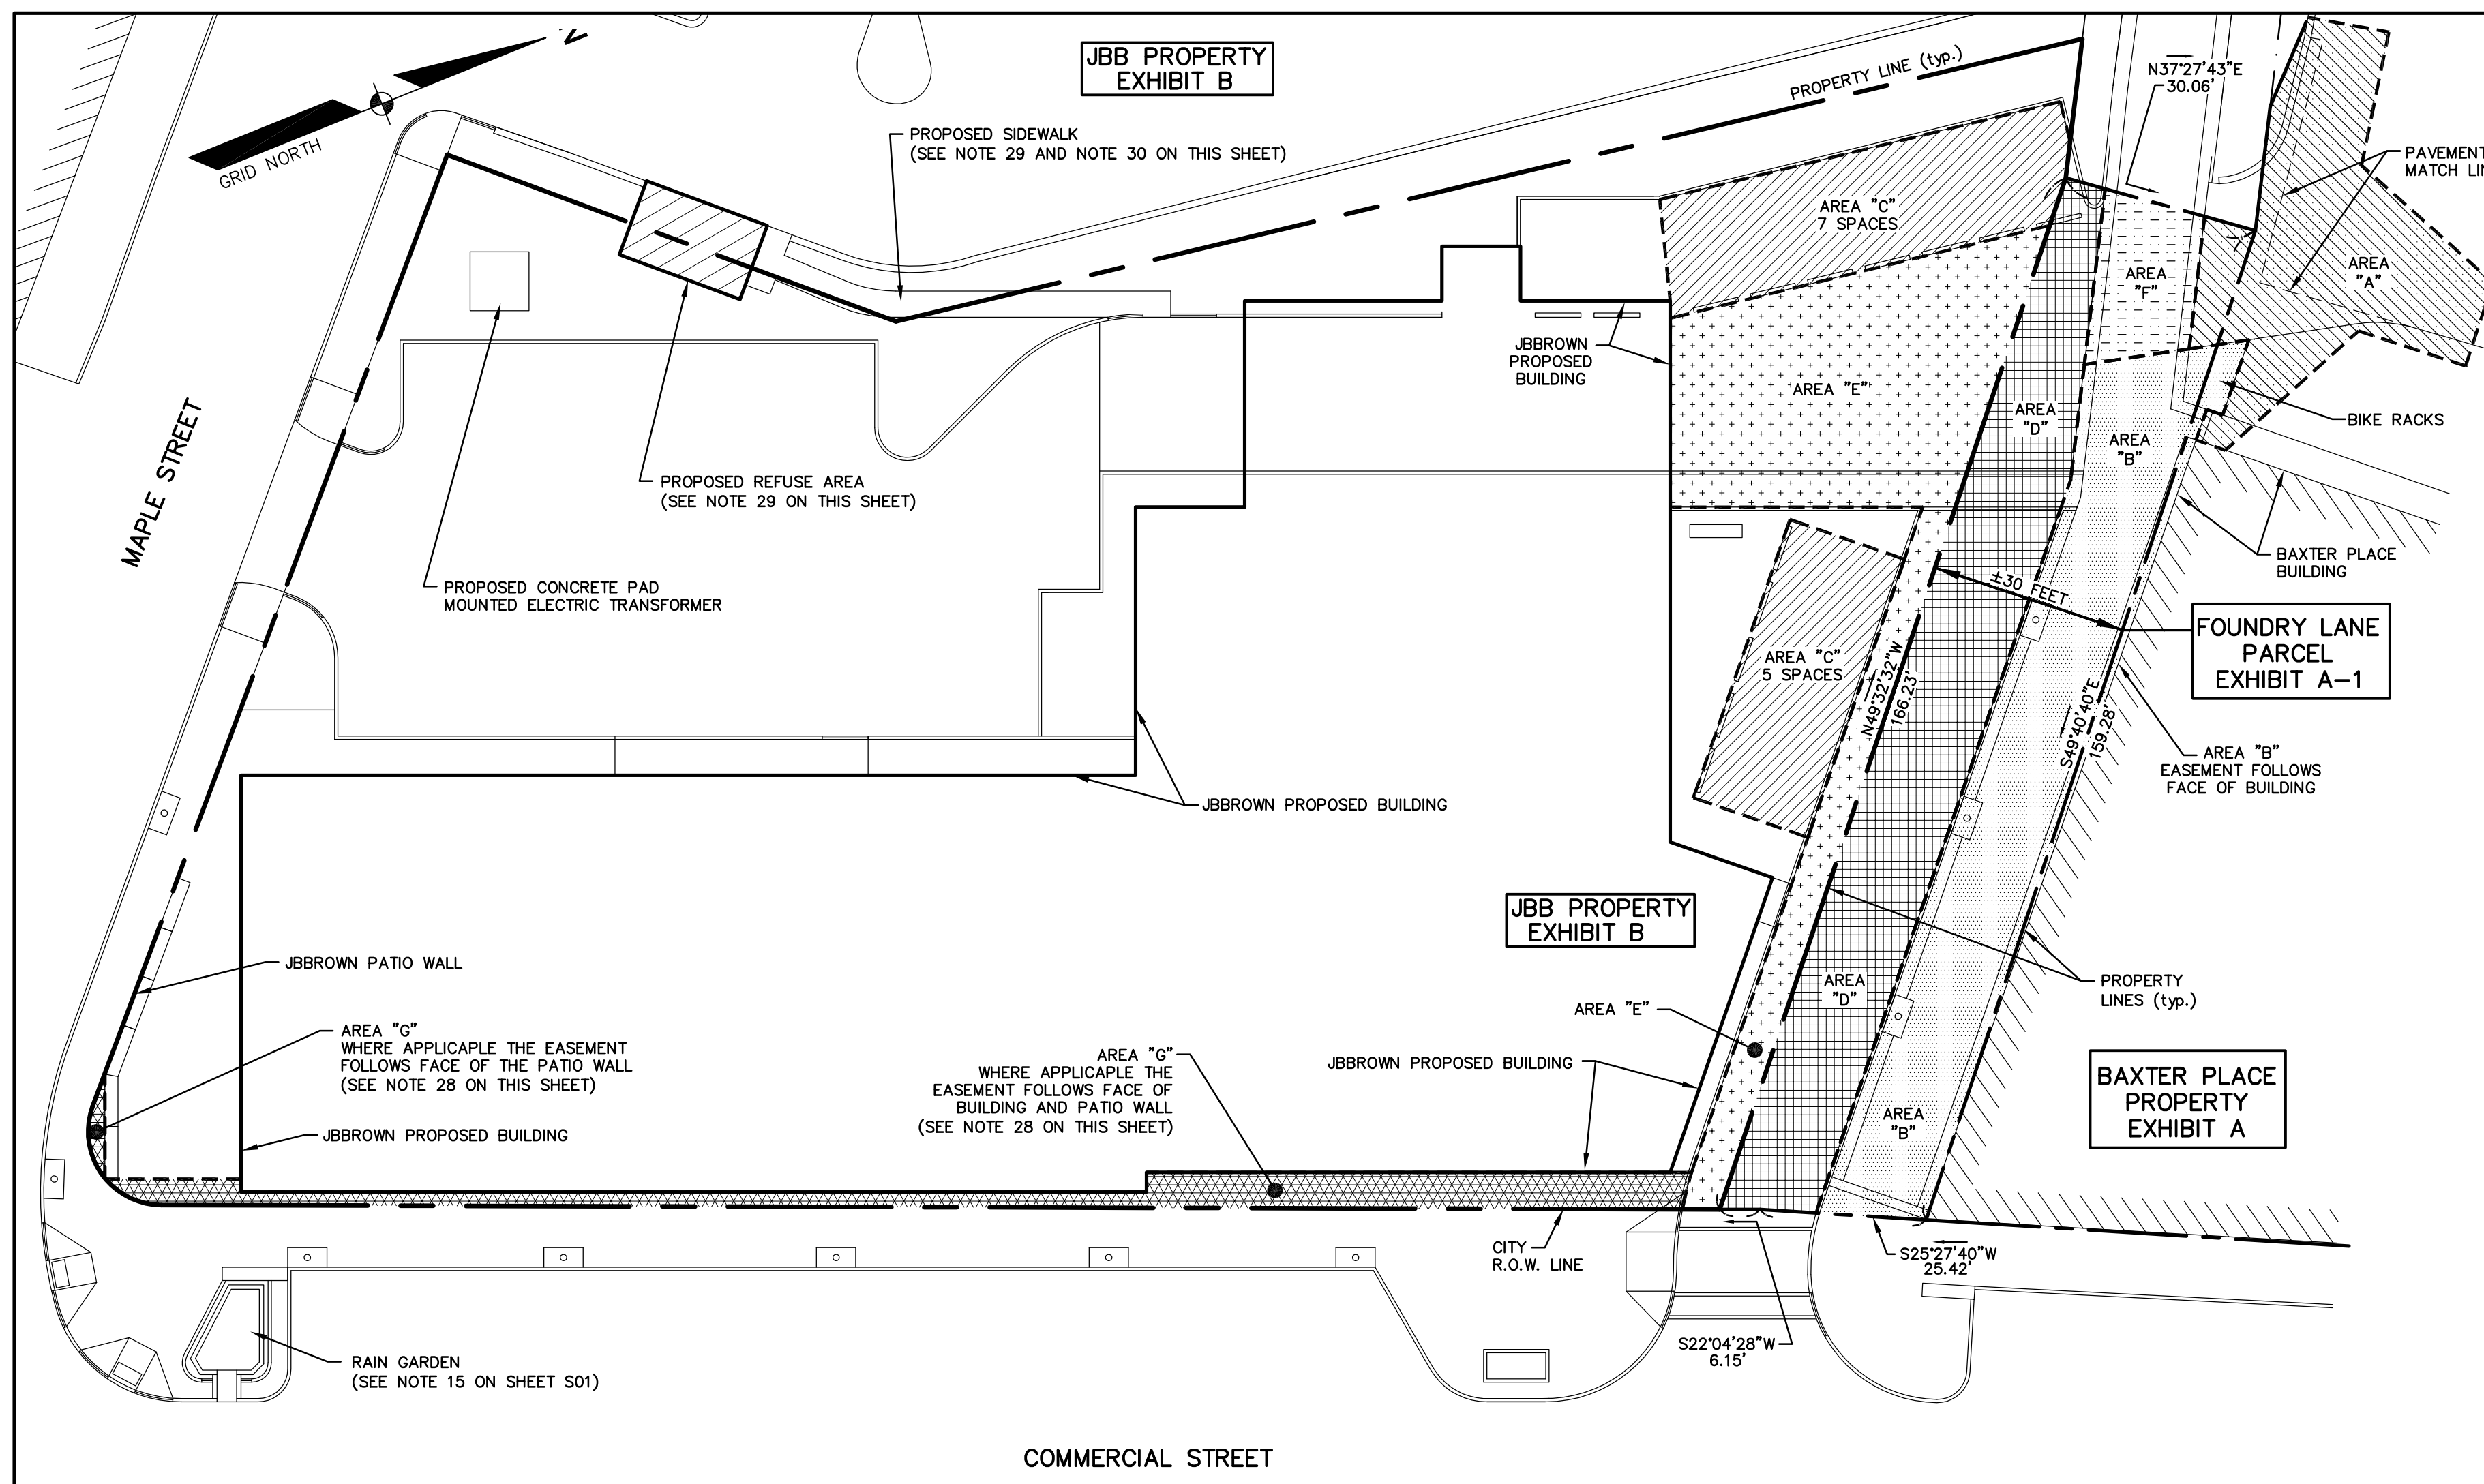 JBB PROPERTY
EXHIBIT B
GRID NORTH
PROPOSED SIDEWALK
(SEE NOTE 29 AND NOTE 30 ON THIS SHEET)
PROPERTY LINE (typ.)
N37°27'43"E
30.06'
PAVEMENT
MATCH
AREA "C"
7 SPACES
AREA
"F"
AREA
"A"
JBBROWN
PROPOSED
BUILDING
AREA "E"
AREA
"D"
AREA
"B"
BIKE RACKS
MAPLE STREET
PROPOSED REFUSE AREA
(SEE NOTE 29 ON THIS SHEET)
PROPOSED CONCRETE PAD
MOUNTED ELECTRIC TRANSFORMER
BAXTER PLACE
BUILDING
±30 FEET
FOUNDRY LANE
PARCEL
EXHIBIT A-1
AREA "C"
5 SPACES
N49°32'32"W
166.23'
S49°40'40"E
159.28'
AREA "B"
EASEMENT FOLLOWS
FACE OF BUILDING
JBBROWN PROPOSED BUILDING
JBB PROPERTY
EXHIBIT B
JBBROWN PATIO WALL
AREA
"D"
PROPERTY
LINES (typ.)
AREA "E"
AREA "G"
WHERE APPLICAPLE THE EASEMENT
FOLLOWS FACE OF THE PATIO WALL
(SEE NOTE 28 ON THIS SHEET)
AREA "G"
WHERE APPLICAPLE THE
EASEMENT FOLLOWS FACE OF
BUILDING AND PATIO WALL
(SEE NOTE 28 ON THIS SHEET)
JBBROWN PROPOSED BUILDING
BAXTER PLACE
PROPERTY
EXHIBIT A
AREA
"B"
JBBROWN PROPOSED BUILDING
CITY
R.O.W. LINE
S25°27'40"W
25.42'
S22°04'28"W
6.15'
RAIN GARDEN
(SEE NOTE 15 ON SHEET S01)
COMMERCIAL STREET